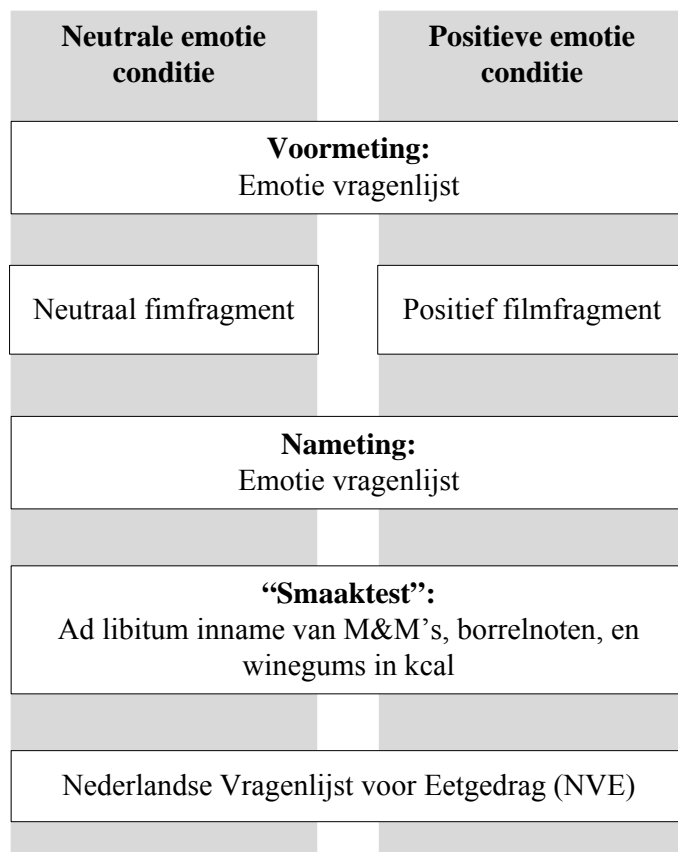 Neutrale emotie
conditie
Positieve emotie
conditie
Voormeting:
Emotie vragenlijst
Neutraal fimfragment
Positief filmfragment
Nameting:
Emotie vragenlijst
“Smaaktest”:
Ad libitum inname van M&M’s, borrelnoten, en
winegums in kcal
Nederlandse Vragenlijst voor Eetgedrag (NVE)